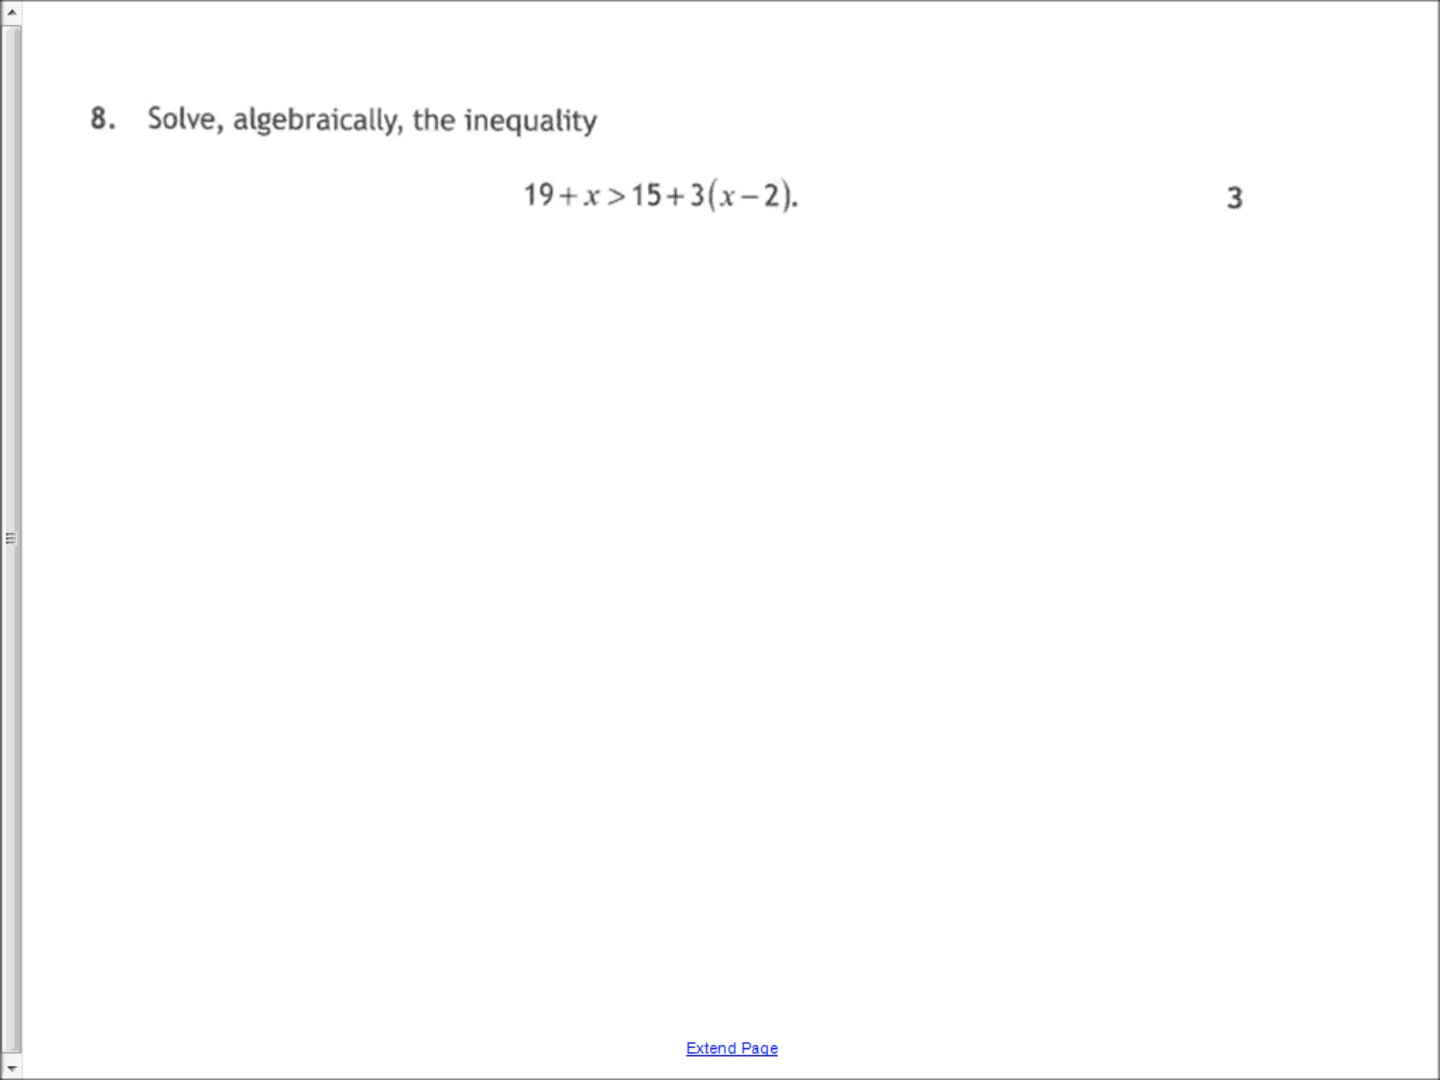 8. Solve, algebraically, the inequality
19+x>15+3(x−2). 3
Extend Page